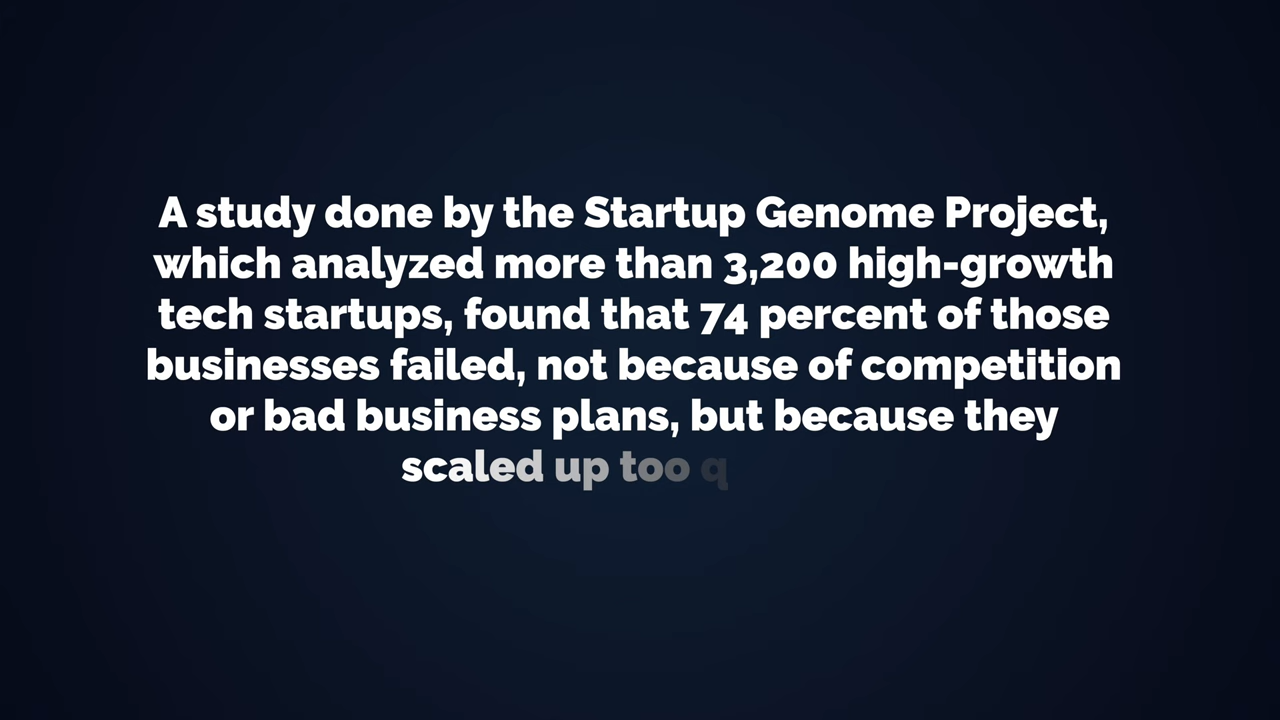 A study done by the Startup Genome Project,
which analyzed more than 3,200 high-growth
tech startups, found that 74 percent of those
businesses failed, not because of competition
or bad business plans, but because they
scaled up too q